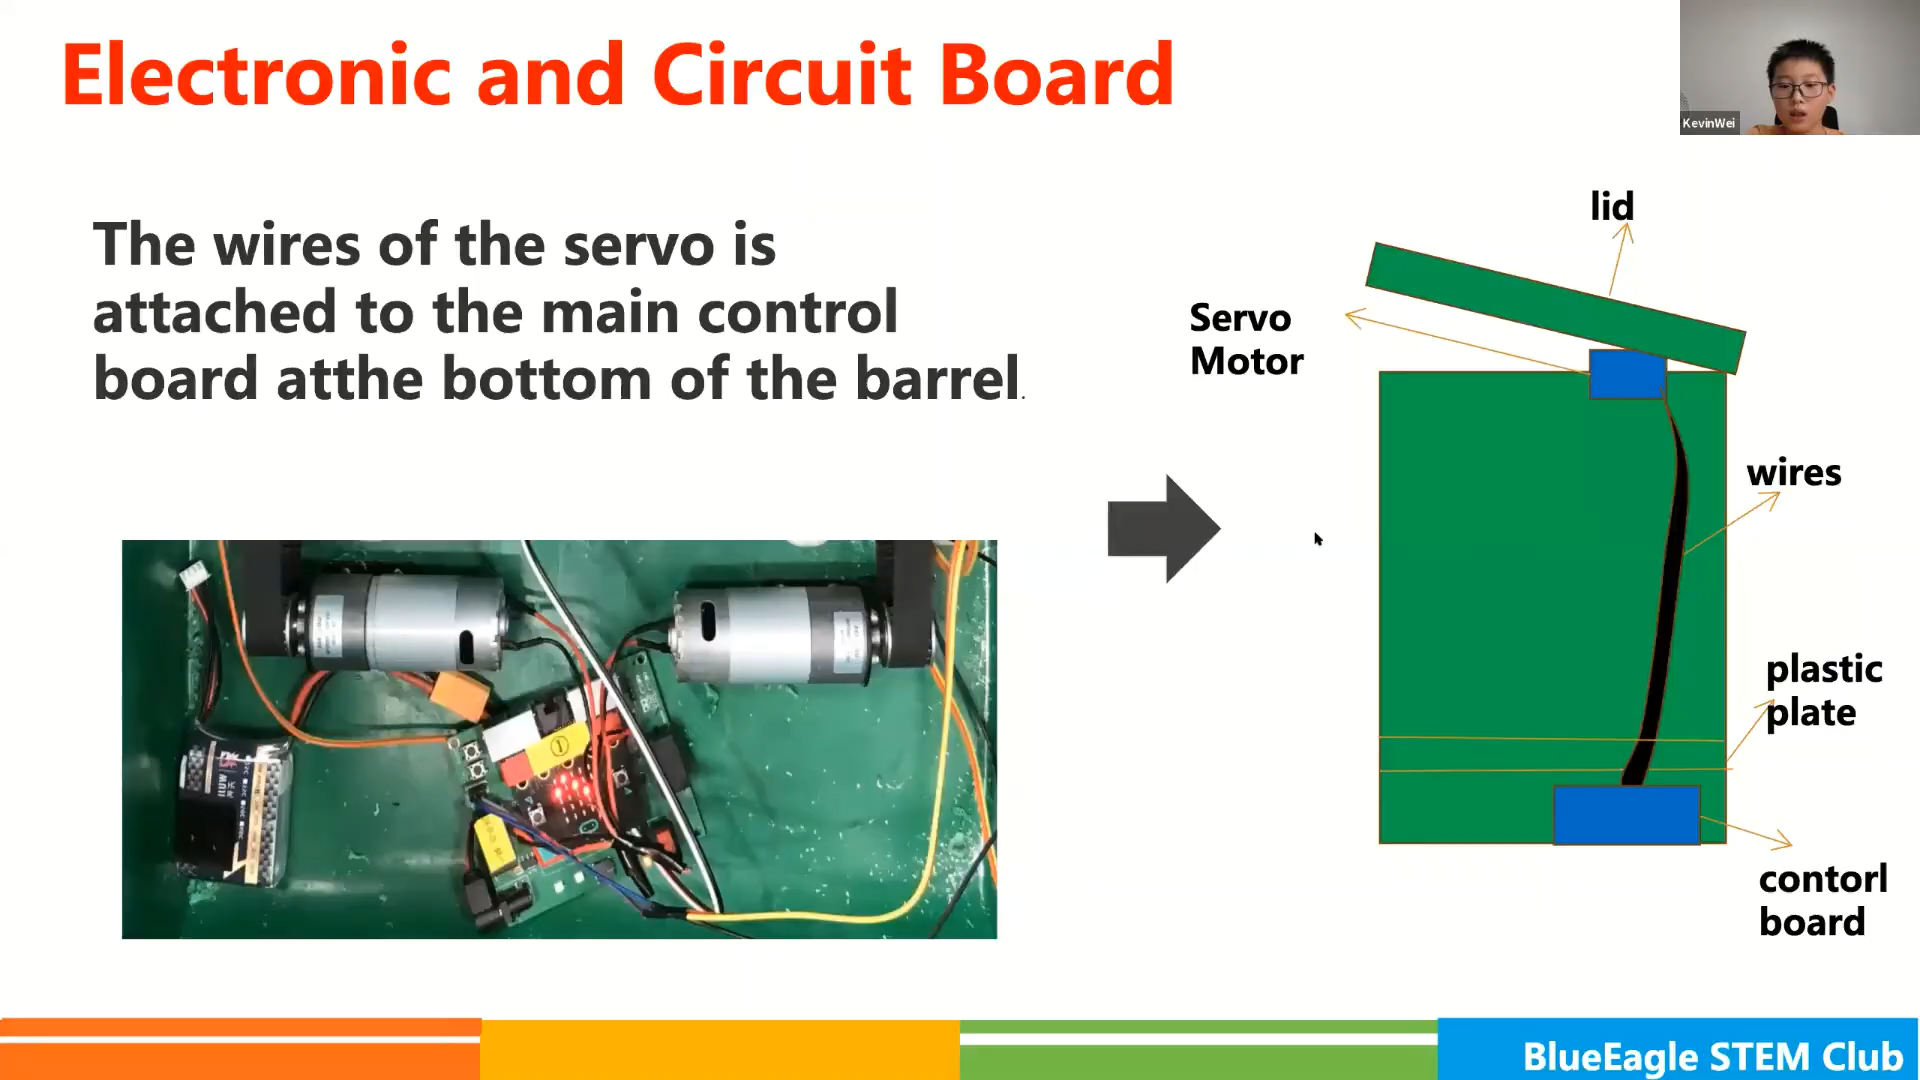 Electronic and Circuit Board
KevinWei
The wires of the servo is
attached to the main control
board atthe bottom of the barrel.
lid
Servo
Motor
wires
plastic
plate
contorl
board
BlueEagle STEM Club